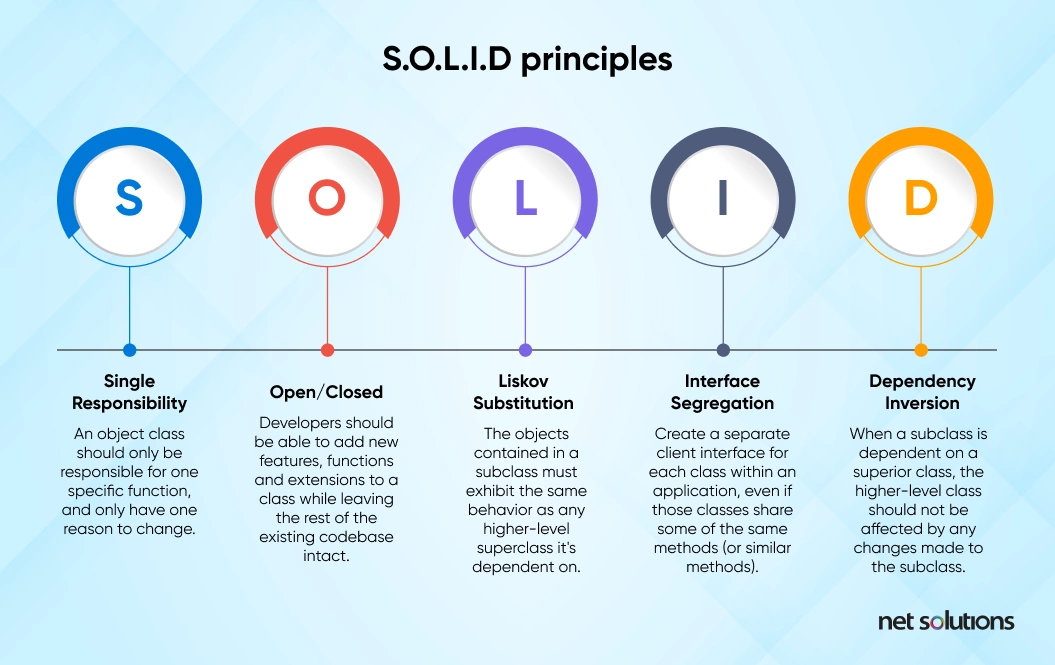 S.O.L.I.D principles
S
O
L
I
D
Single
Responsibility
An object class
should only be
responsible for one
specific function,
and only have one
reason to change.
Open/Closed
Developers should
be able to add new
features, functions
and extensions to a
class while leaving
the rest of the
existing codebase
intact.
Liskov
Substitution
The objects
contained in a
subclass must
exhibit the same
behavior as any
higher-level
superclass it's
dependent on.
Interface
Segregation
Create a separate
client interface for
each class within an
application, even if
those classes share
some of the same
methods (or similar
methods).
Dependency
Inversion
When a subclass is
dependent on a
superior class, the
higher-level class
should not be
affected by any
changes made to
the subclass.
net solutions